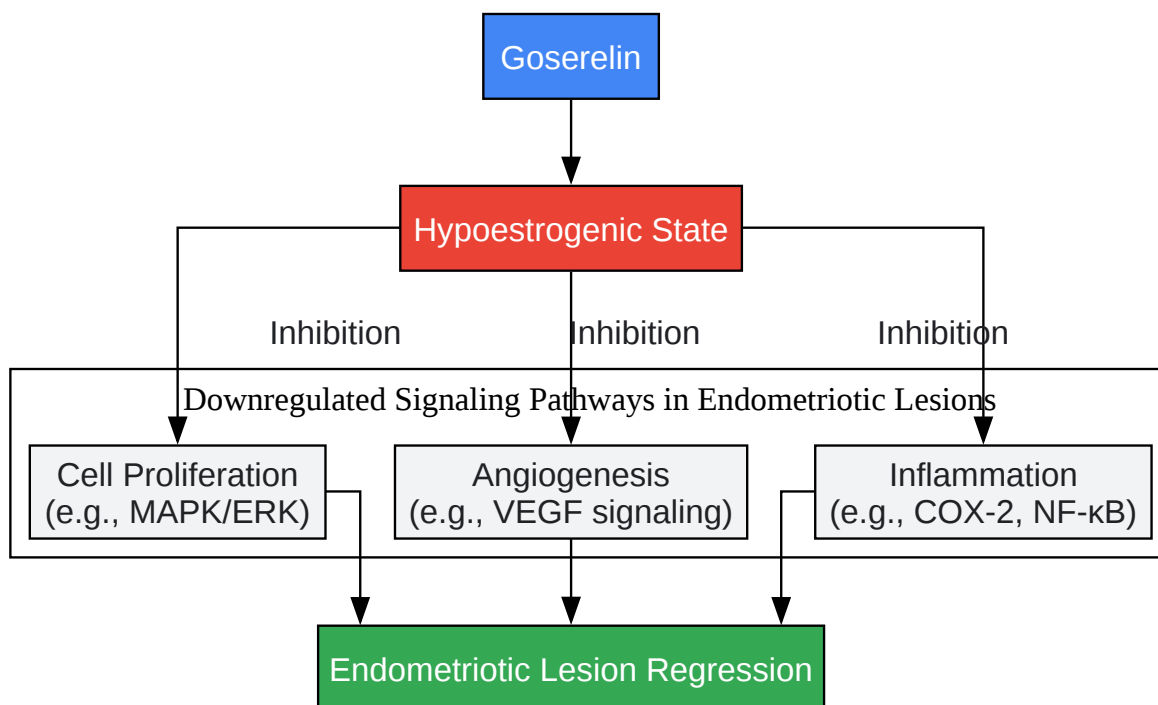 Goserelin
Hypoestrogenic State
Inhibition
Inhibition
Inhibition
Downregulated Signaling Pathways in Endometriotic Lesions
Cell Proliferation
(e.g., MAPK/ERK)
Angiogenesis
(e.g., VEGF signaling)
Inflammation
(e.g., COX-2, NF-κB)
Endometriotic Lesion Regression